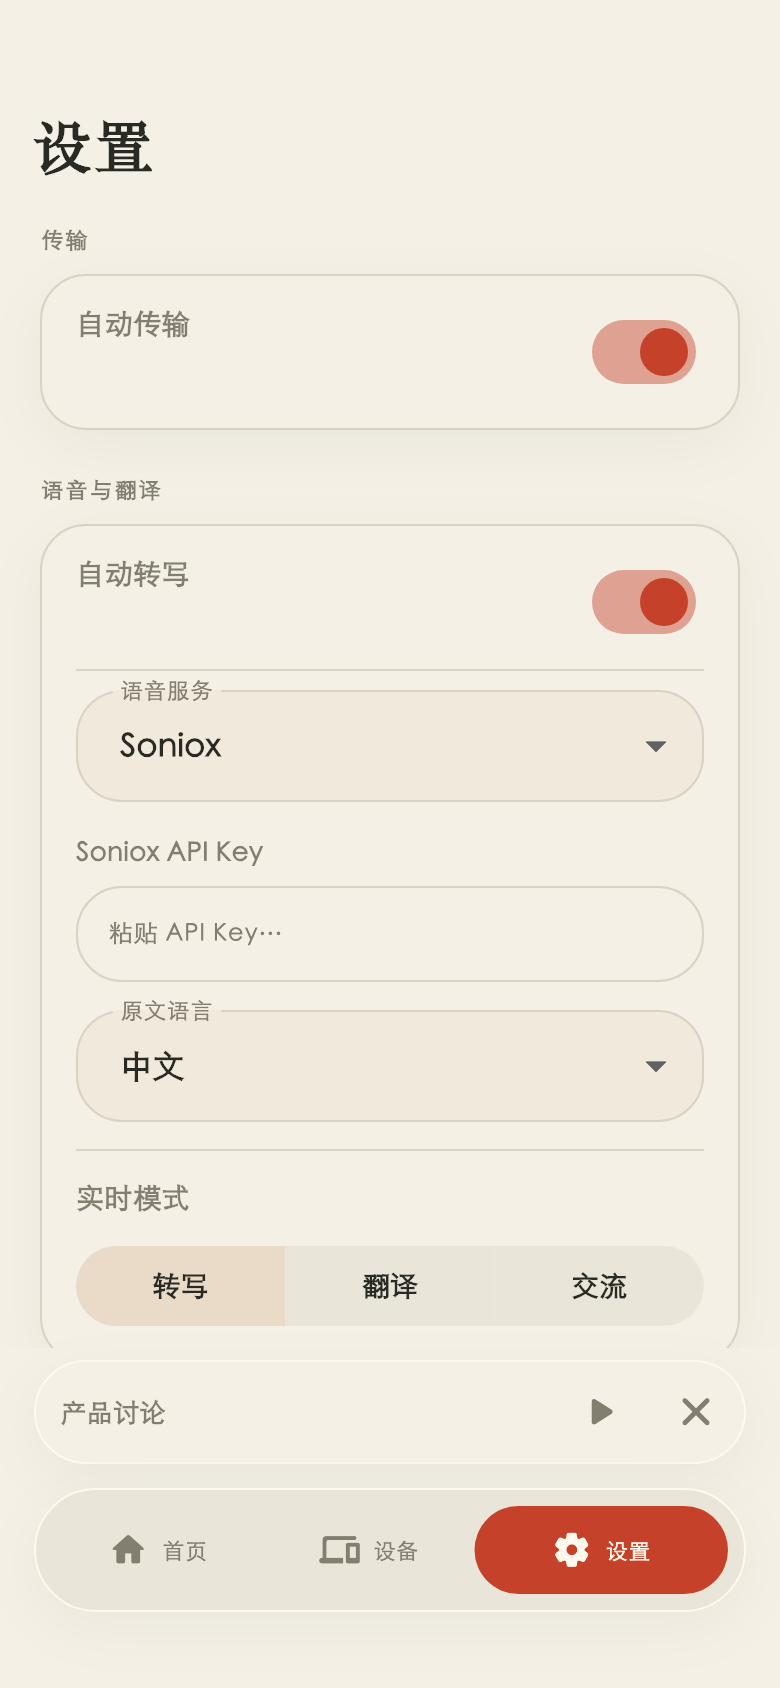 设置
传输
自动传输
语音与翻译
自动转写
语音服务
Soniox
Soniox API Key
粘贴 API Key…
原文语言
中文
实时模式
转写 翻译 交流
产品讨论
首页 设备 设置